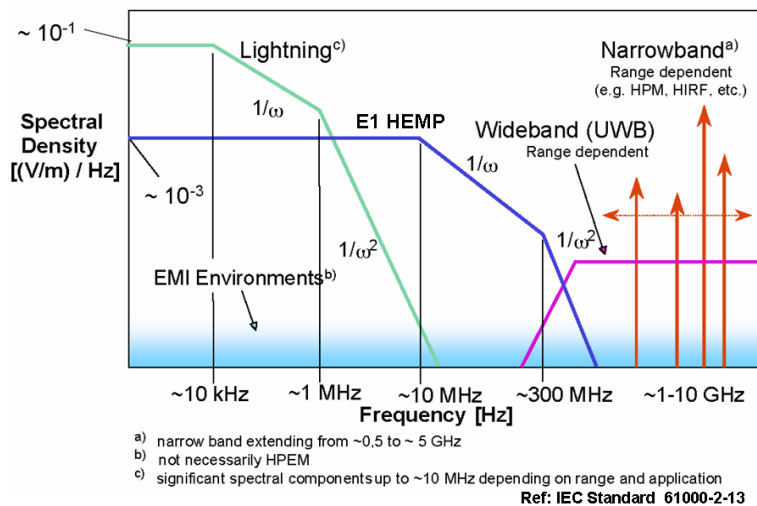 ~ 10⁻¹
Lightning^c)
Narrowband^a)
Range dependent
(e.g. HPM, HIRF, etc.)
1/ω
E1 HEMP
Wideband (UWB)
Range dependent
Spectral
Density
[(V/m) / Hz]
~ 10⁻³
1/ω
1/ω²
1/ω²
EMI Environments^b)
~10 kHz
~1 MHz
~10 MHz
~300 MHz
~1-10 GHz
Frequency [Hz]
a) narrow band extending from ~0,5 to ~ 5 GHz
b) not necessarily HPEM
c) significant spectral components up to ~10 MHz depending on range and application
Ref: IEC Standard 61000-2-13